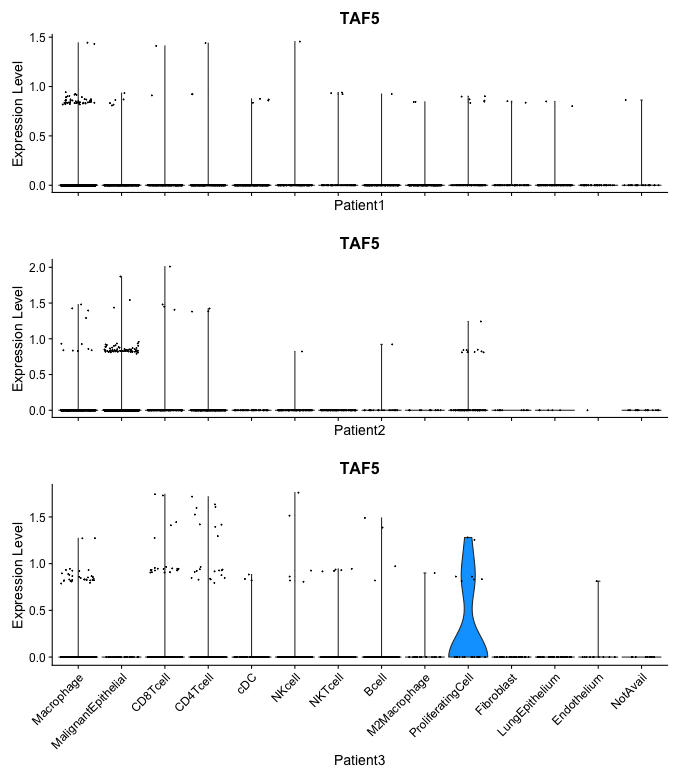 TAF5
Expression Level
1.5
1.0
0.5
0.0
Patient1
TAF5
Expression Level
2.0
1.5
1.0
0.5
0.0
Patient2
TAF5
Expression Level
1.5
1.0
0.5
0.0
Macrophage
MalignantEpithelial
CD8Tcell
CD4Tcell
cDC
NKcell
NKTcell
Bcell
M2Macrophage
ProliferatingCell
Fibroblast
LungEpithelium
Endothelium
NotAvail
Patient3